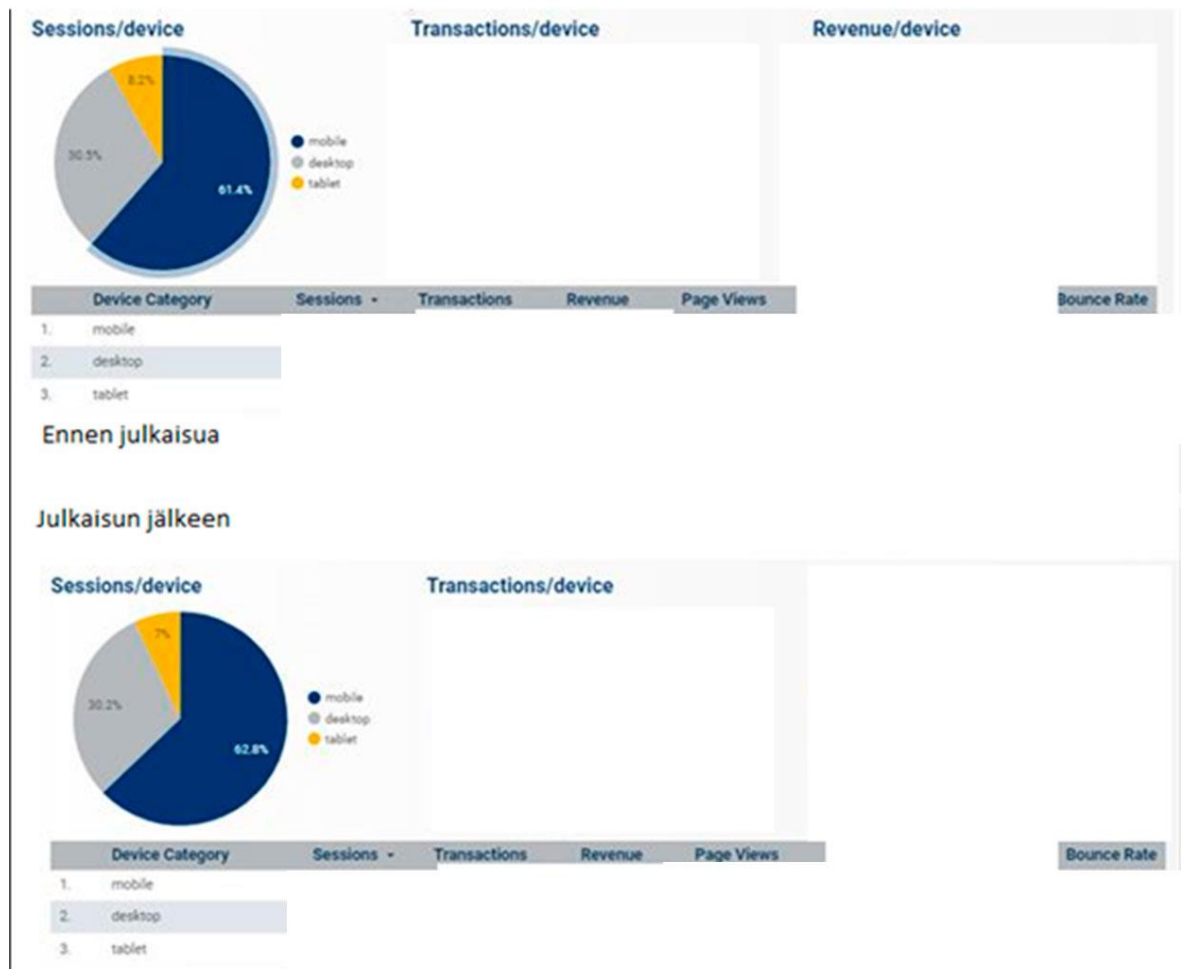 Sessions/device Transactions/device Revenue/device
8.2%
30.5%
61.4%
mobile
desktop
tablet
Device Category Sessions Transactions Revenue Page Views Bounce Rate
1. mobile
2. desktop
3. tablet
Ennen julkaisua
Julkaisun jälkeen
Sessions/device Transactions/device
7%
30.2%
62.8%
mobile
desktop
tablet
Device Category Sessions Transactions Revenue Page Views Bounce Rate
1. mobile
2. desktop
3. tablet